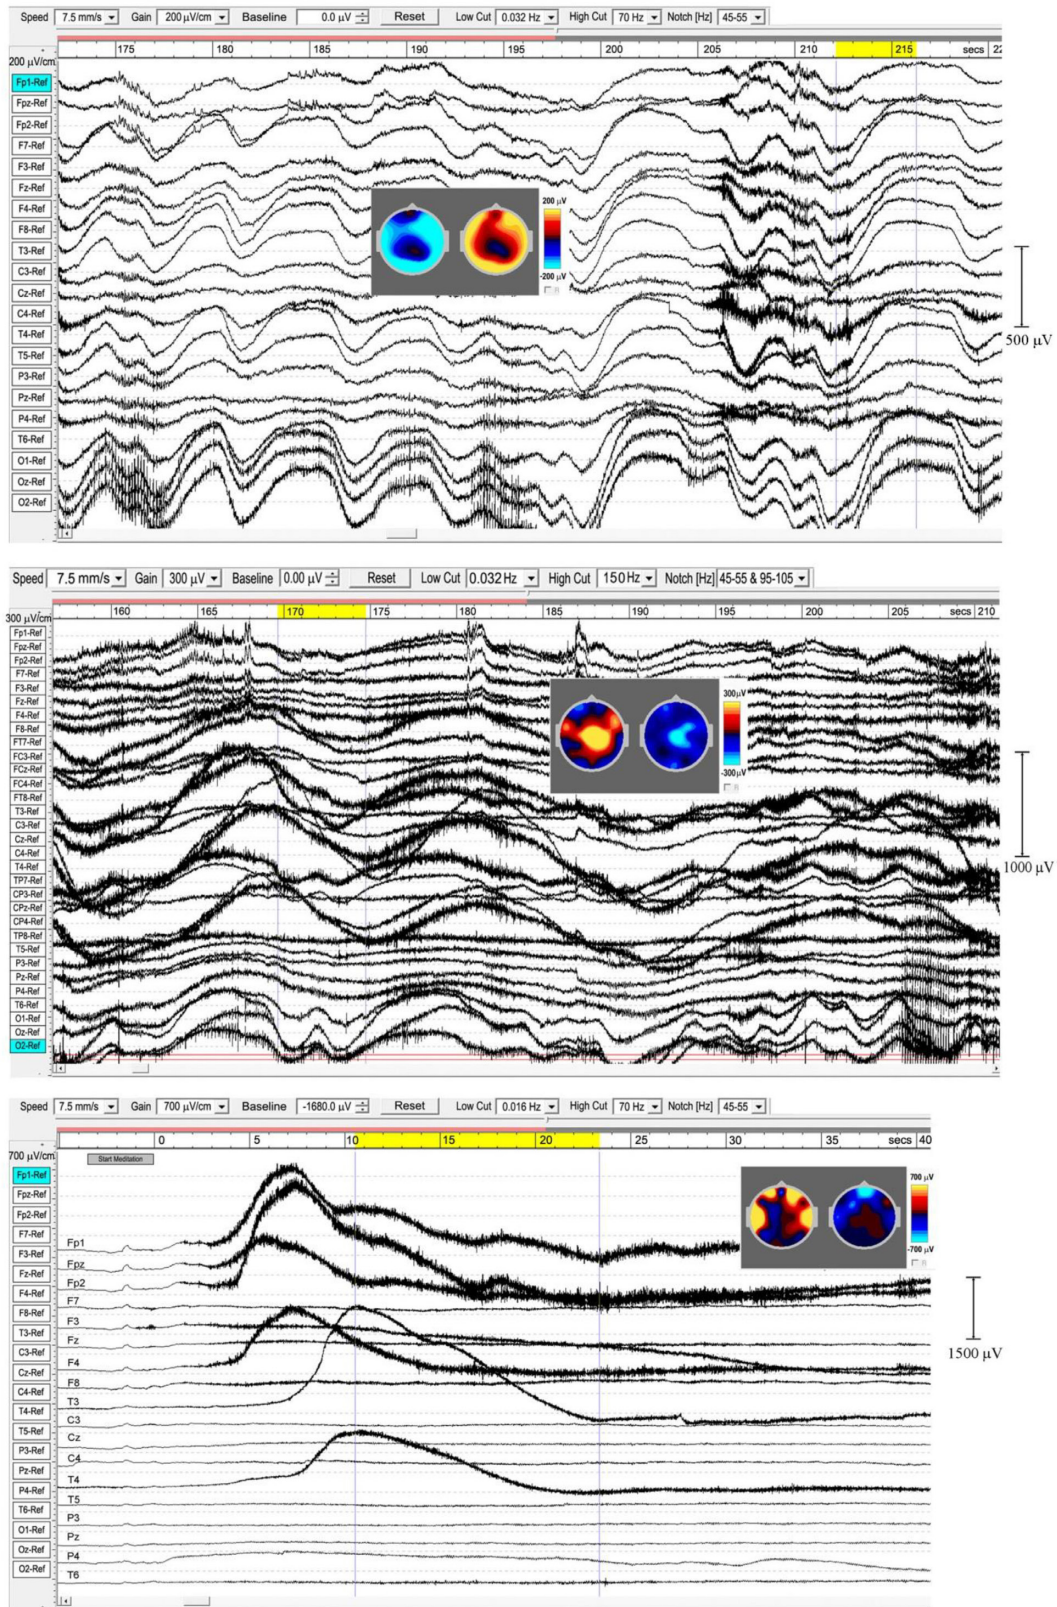 Speed 7.5 mm/s Gain 200 µV/cm Baseline 0.0 µV Reset Low Cut 0.032 Hz High Cut 70 Hz Notch [Hz] 45-55
175 180 185 190 195 200 205 210 215 secs 22
200 µV/cm
Fp1-Ref
Fpz-Ref
Fp2-Ref
F7-Ref
F3-Ref
Fz-Ref
F4-Ref
F8-Ref
T3-Ref
C3-Ref
Cz-Ref
C4-Ref
T4-Ref
T5-Ref
P3-Ref
Pz-Ref
P4-Ref
T6-Ref
O1-Ref
Oz-Ref
O2-Ref
200 µV
-200 µV
500 µV
Speed 7.5 mm/s Gain 300 µV Baseline 0.00 µV Reset Low Cut 0.032 Hz High Cut 150 Hz Notch [Hz] 45-55 & 95-105
160 165 170 175 180 185 190 195 200 205 secs 210
300 µV/cm
Fp1-Ref
Fpz-Ref
Fp2-Ref
F7-Ref
F3-Ref
Fz-Ref
F4-Ref
F8-Ref
FT7-Ref
FC3-Ref
FCz-Ref
FC4-Ref
FT8-Ref
T3-Ref
C3-Ref
Cz-Ref
C4-Ref
T4-Ref
TP7-Ref
CP3-Ref
CPz-Ref
CP4-Ref
TP8-Ref
T5-Ref
P3-Ref
Pz-Ref
P4-Ref
T6-Ref
O1-Ref
Oz-Ref
O2-Ref
300 µV
-300 µV
1000 µV
Speed 7.5 mm/s Gain 700 µV/cm Baseline -1680.0 µV Reset Low Cut 0.016 Hz High Cut 70 Hz Notch [Hz] 45-55
0 5 10 15 20 25 30 35 secs 40
700 µV/cm
Start Meditation
Fp1-Ref
Fpz-Ref
Fp2-Ref
F7-Ref
F3-Ref
Fz-Ref
F4-Ref
F8-Ref
T3-Ref
C3-Ref
Cz-Ref
C4-Ref
T4-Ref
T5-Ref
P3-Ref
Pz-Ref
P4-Ref
T6-Ref
O1-Ref
Oz-Ref
O2-Ref
Fp1
Fpz
Fp2
F7
F3
Fz
F4
F8
T3
C3
Cz
C4
T4
T5
P3
Pz
P4
T6
700 µV
-700 µV
1500 µV